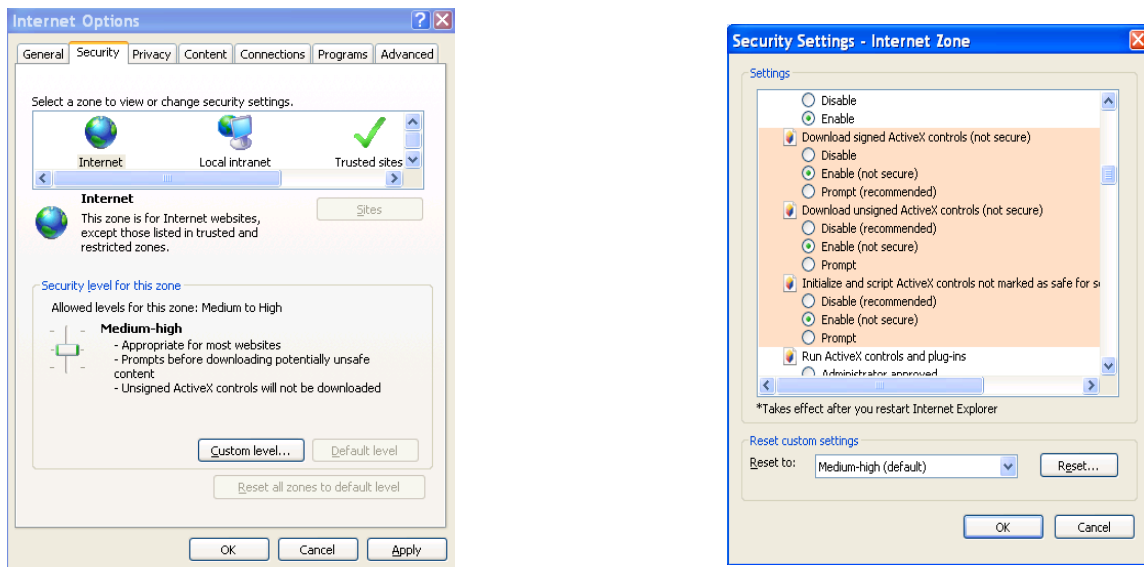 Internet Options
General Security Privacy Content Connections Programs Advanced
Select a zone to view or change security settings.
Internet Local intranet Trusted sites
Internet
This zone is for Internet websites,
except those listed in trusted and
restricted zones.
Sites
Security level for this zone
Allowed levels for this zone: Medium to High
Medium-high
- Appropriate for most websites
- Prompts before downloading potentially unsafe
content
- Unsigned ActiveX controls will not be downloaded
Custom level... Default level
Reset all zones to default level
OK Cancel Apply
Security Settings - Internet Zone
Settings
Disable
Enable
Download signed ActiveX controls (not secure)
Disable
Enable (not secure)
Prompt (recommended)
Download unsigned ActiveX controls (not secure)
Disable (recommended)
Enable (not secure)
Prompt
Initialize and script ActiveX controls not marked as safe for
Disable (recommended)
Enable (not secure)
Prompt
Run ActiveX controls and plug-ins
Administrator approved
*Takes effect after you restart Internet Explorer
Reset custom settings
Reset to: Medium-high (default) Reset...
OK Cancel